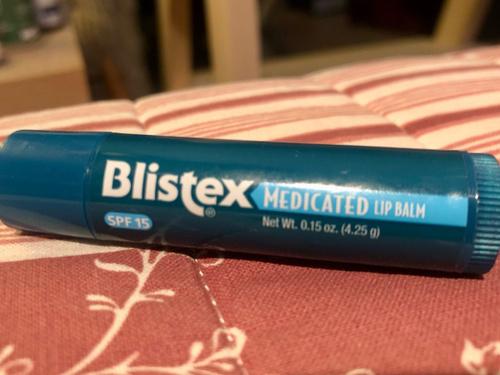 Blistex®
MEDICATED LIP BALM
SPF 15
Net Wt. 0.15 oz. (4.25 g)